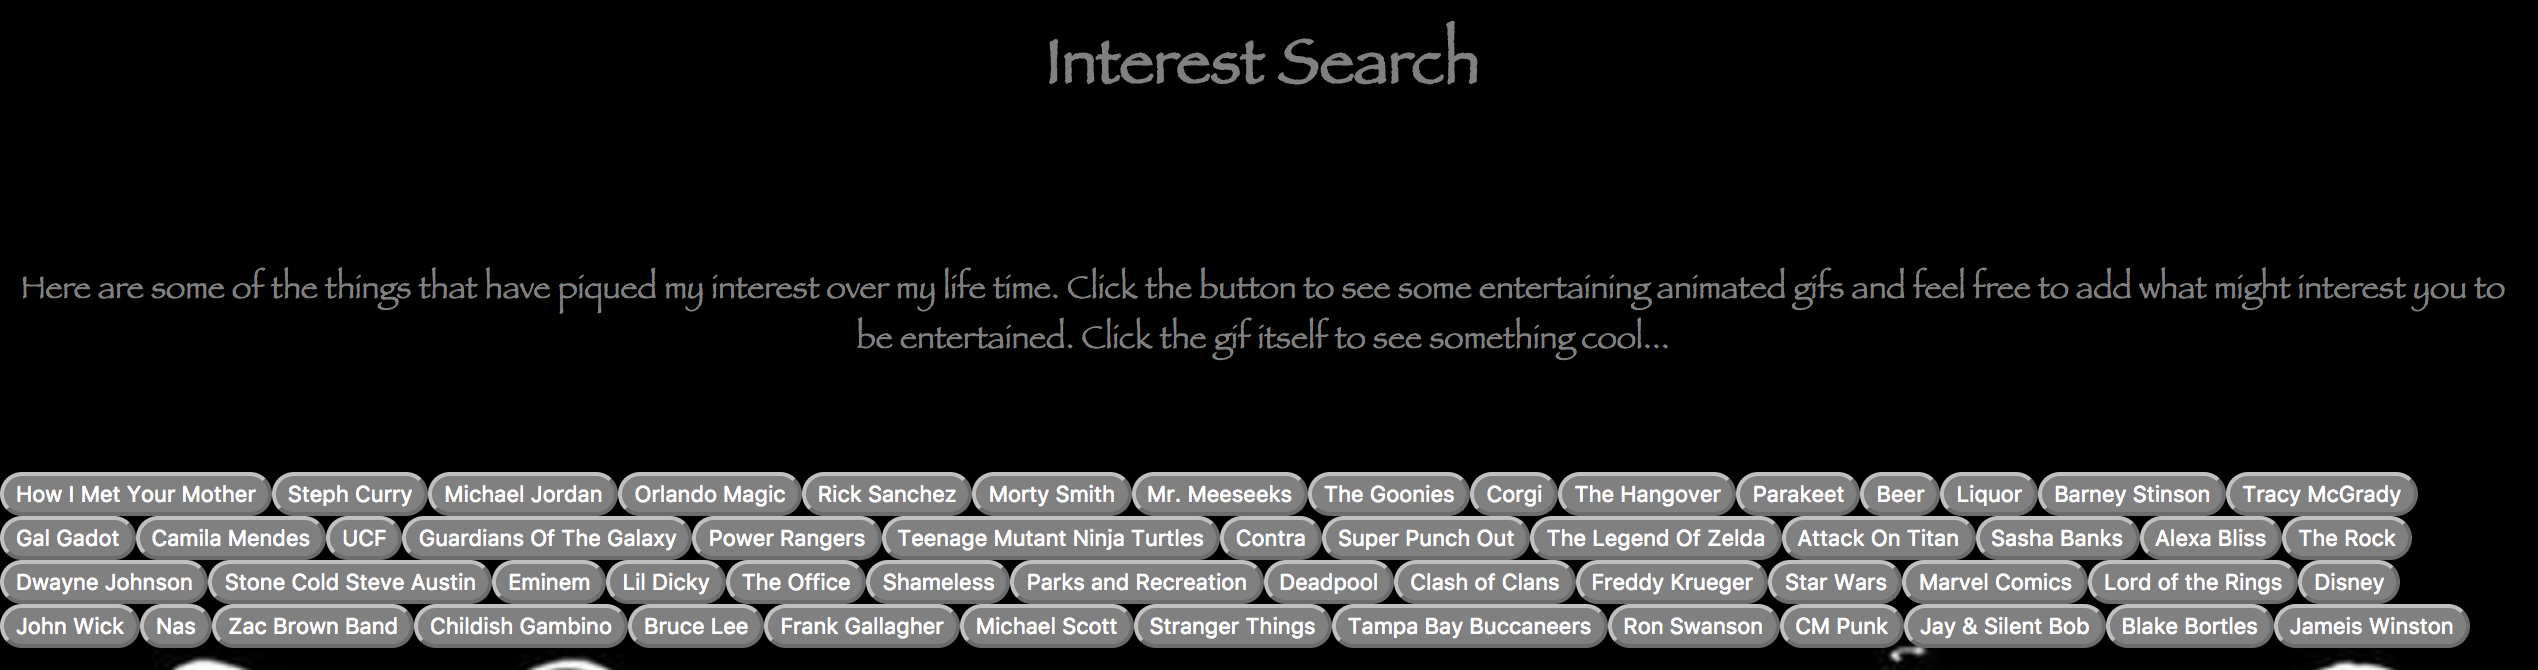 Interest Search
Here are some of the things that have piqued my interest over my life time. Click the button to see some entertaining animated gifs and feel free to add what might interest you to
be entertained. Click the gif itself to see something cool...
How I Met Your Mother Steph Curry Michael Jordan Orlando Magic Rick Sanchez Morty Smith Mr. Meeseeks The Goonies Corgi The Hangover Parakeet Beer Liquor Barney Stinson Tracy McGrady
Gal Gadot Camila Mendes UCF Guardians Of The Galaxy Power Rangers Teenage Mutant Ninja Turtles Contra Super Punch Out The Legend Of Zelda Attack On Titan Sasha Banks Alexa Bliss The Rock
Dwayne Johnson Stone Cold Steve Austin Eminem Lil Dicky The Office Shameless Parks and Recreation Deadpool Clash of Clans Freddy Krueger Star Wars Marvel Comics Lord of the Rings Disney
John Wick Nas Zac Brown Band Childish Gambino Bruce Lee Frank Gallagher Michael Scott Stranger Things Tampa Bay Buccaneers Ron Swanson CM Punk Jay & Silent Bob Blake Bortles Jameis Winston